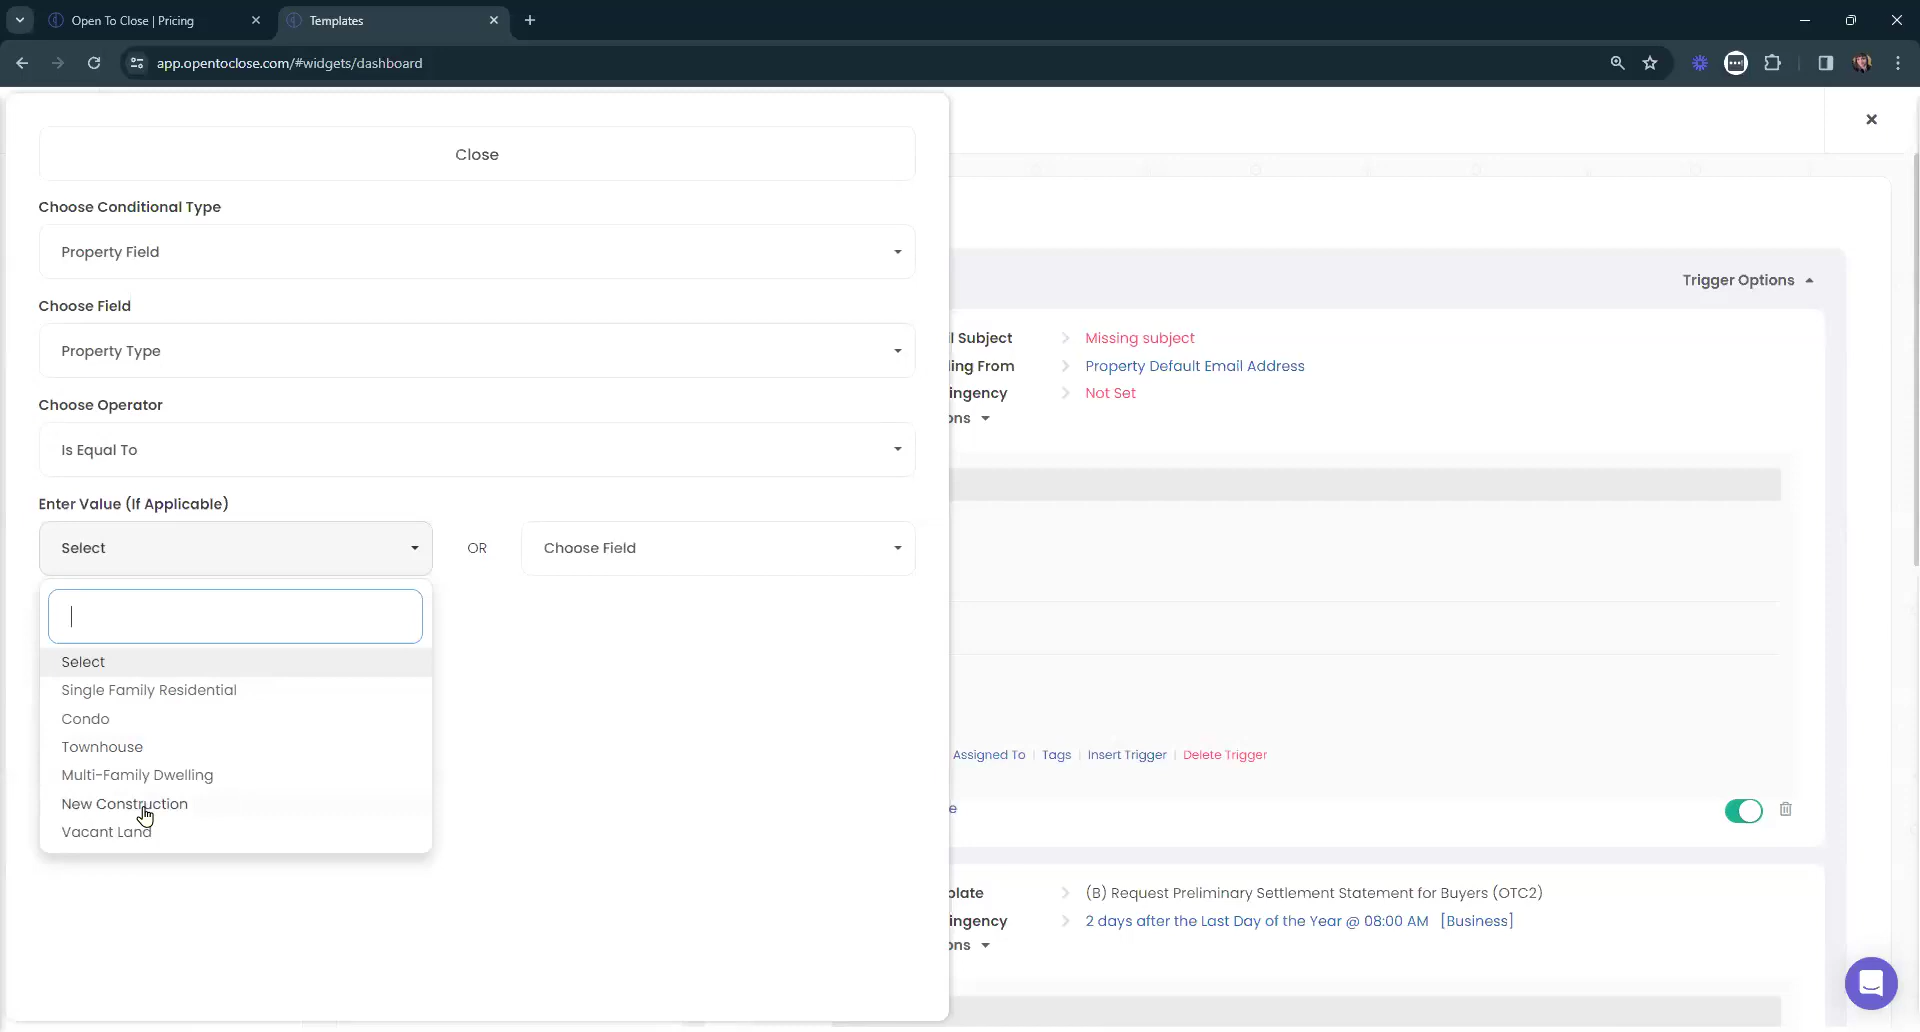 Open To Close | Pricing
Templates
app.opentoclose.com/#widgets/dashboard
Close
Choose Conditional Type
Property Field
Choose Field
Property Type
Choose Operator
Is Equal To
Enter Value (If Applicable)
Select
OR
Choose Field
Select
Single Family Residential
Condo
Townhouse
Multi-Family Dwelling
New Construction
Vacant Land
Trigger Options
l Subject
Missing subject
ling From
Property Default Email Address
ingency
Not Set
ons
Assigned To | Tags | Insert Trigger | Delete Trigger
e
plate
(B) Request Preliminary Settlement Statement for Buyers (OTC2)
ingency
2 days after the Last Day of the Year @ 08:00 AM [Business]
ons